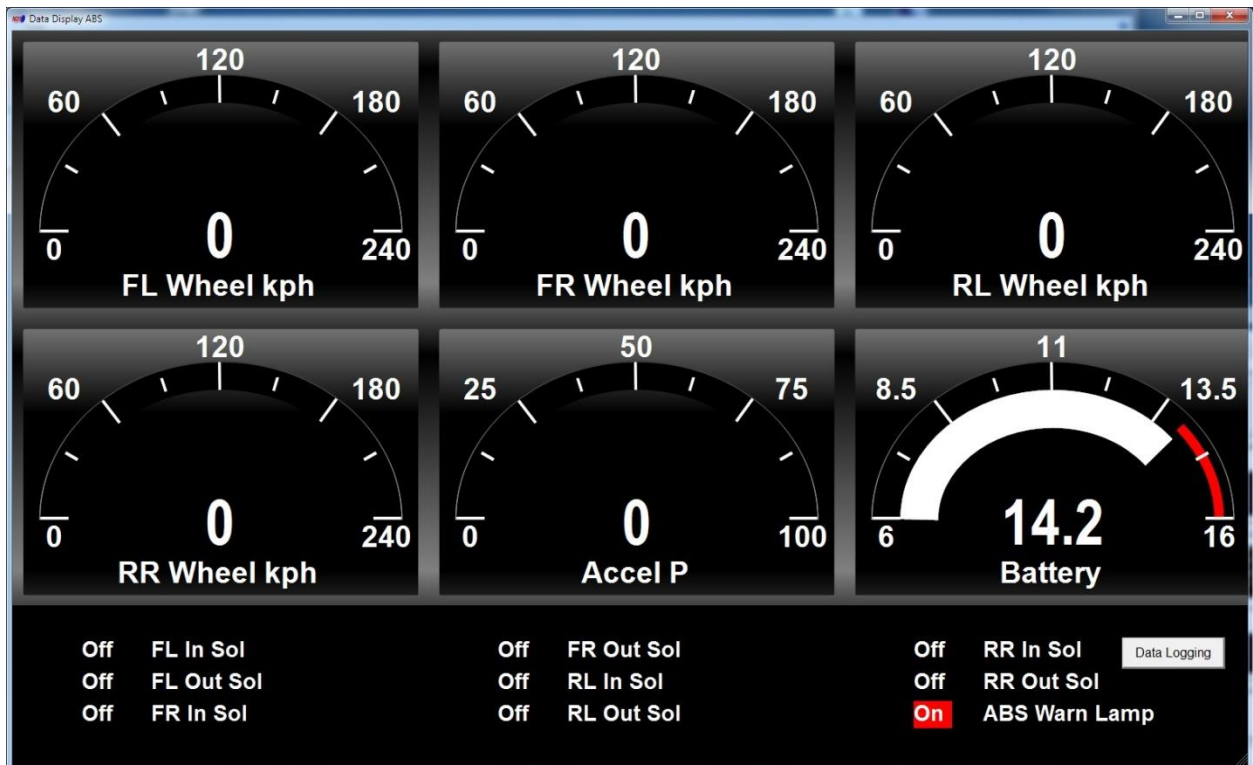 Data Display ABS
120
60 180
0
0 240
FL Wheel kph
120
60 180
0
0 240
FR Wheel kph
120
60 180
0
0 240
RL Wheel kph
120
60 180
0
0 240
RR Wheel kph
50
25 75
0
0 100
Accel P
11
8.5 13.5
14.2
6 16
Battery
Off FL In Sol
Off FL Out Sol
Off FR In Sol
Off FR Out Sol
Off RL In Sol
Off RL Out Sol
Off RR In Sol
Off RR Out Sol
On ABS Warn Lamp
Data Logging